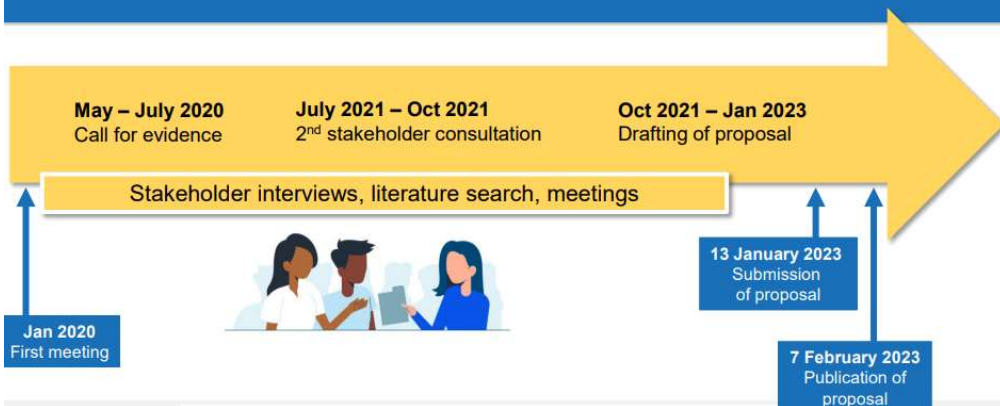 May – July 2020
Call for evidence
July 2021 – Oct 2021
2nd stakeholder consultation
Oct 2021 – Jan 2023
Drafting of proposal
Stakeholder interviews, literature search, meetings
13 January 2023
Submission
of proposal
Jan 2020
First meeting
7 February 2023
Publication of
proposal